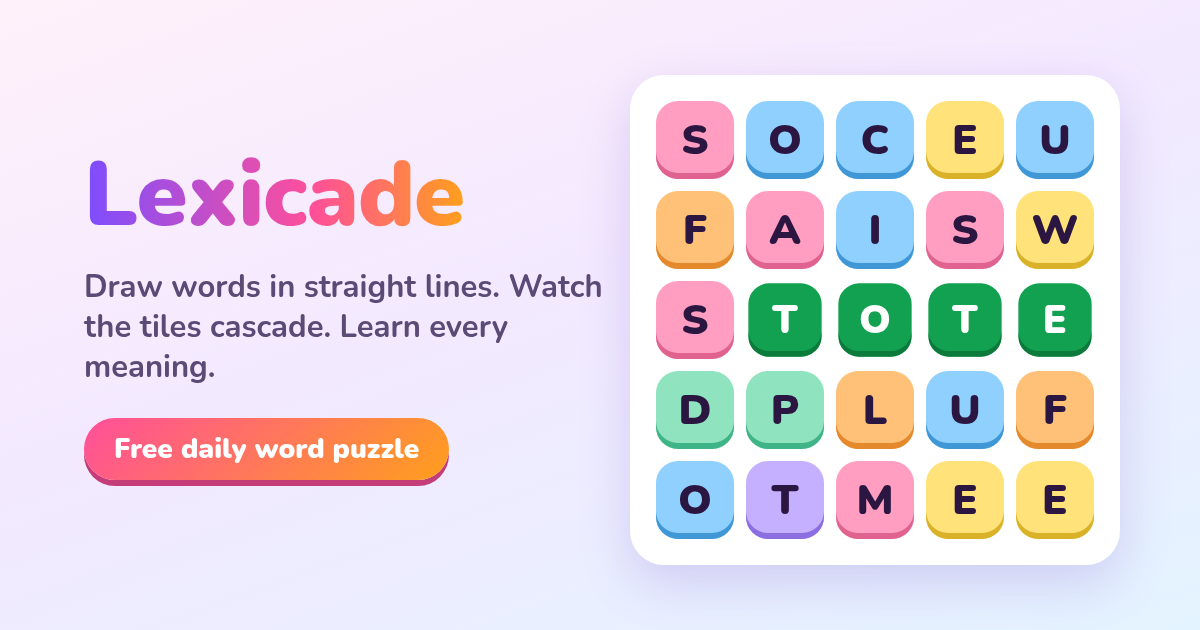 Lexicade
Draw words in straight lines. Watch
the tiles cascade. Learn every
meaning.
Free daily word puzzle
S O C E U
F A I S W
S T O T E
D P L U F
O T M E E